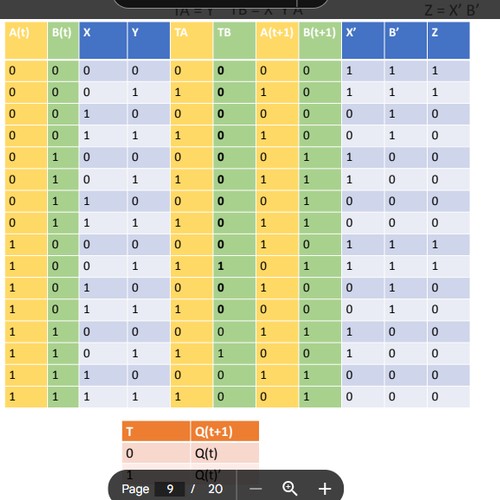 Z = X' B'
A(t) B(t) X Y TA TB A(t+1) B(t+1) X' B' Z
0 0 0 0 0 0 0 0 1 1 1
0 0 0 1 1 0 1 0 1 1 1
0 0 1 0 0 0 0 0 0 1 0
0 0 1 1 1 0 1 0 0 1 0
0 1 0 0 0 0 0 1 1 0 0
0 1 0 1 1 0 1 1 1 0 0
0 1 1 0 0 0 0 1 0 0 0
0 1 1 1 1 0 1 1 0 0 0
1 0 0 0 0 0 1 0 1 1 1
1 0 0 1 1 1 0 1 1 1 1
1 0 1 0 0 0 1 0 0 1 0
1 0 1 1 1 0 0 0 0 1 0
1 1 0 0 0 0 1 1 1 0 0
1 1 0 1 1 1 0 0 1 0 0
1 1 1 0 0 0 1 1 0 0 0
1 1 1 1 1 0 0 1 0 0 0
T Q(t+1)
0 Q(t)
1 Q(t)'
Page 9 / 20